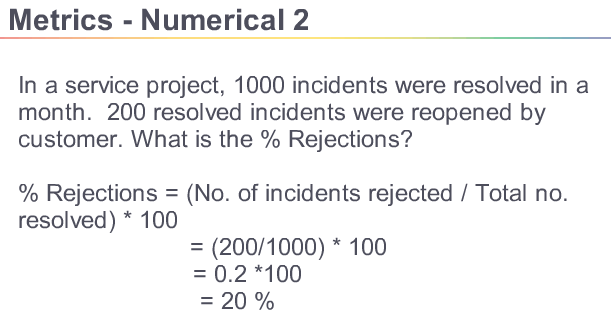 Metrics - Numerical 2
In a service project, 1000 incidents were resolved in a
month.  200 resolved incidents were reopened by
customer. What is the % Rejections?
% Rejections = (No. of incidents rejected / Total no.
resolved) * 100
= (200/1000) * 100
= 0.2 *100
= 20 %